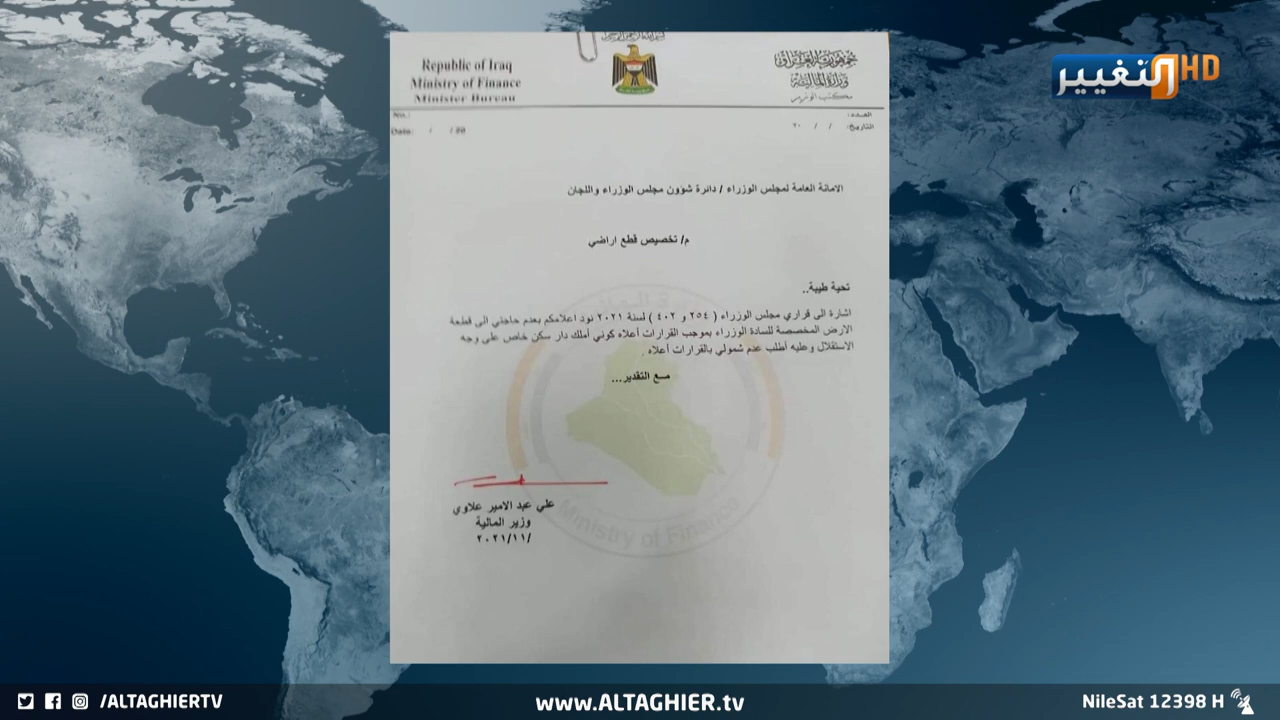 التغيير HD
Republic of Iraq
Ministry of Finance
Minister Bureau
جمهورية العراق
وزارة المالية
مكتب الوزير
No.:
Date: / / 20
العدد:
التاريخ: / / ٢٠
الامانة العامة لمجلس الوزراء / دائرة شؤون مجلس الوزراء واللجان
م/ تخصيص قطع اراضي
تحية طيبة..
اشارة الى قراري مجلس الوزراء ( ٢٥٤ و ٤٠٢ ) لسنة ٢٠٢١ نود اعلامكم بعدم حاجتي الى قطعة
الارض المخصصة للسادة الوزراء بموجب القرارات أعلاه كوني أملك دار سكن خاص على وجه
الاستقلال وعليه أطلب عدم شمولي بالقرارات أعلاه .
مـع التقدير...
علي عبد الامير علاوي
وزير المالية
/٢٠٢١/١١
Ministry of Finance
/ALTAGHIERTV
www.ALTAGHIER.tv
NileSat 12398 H